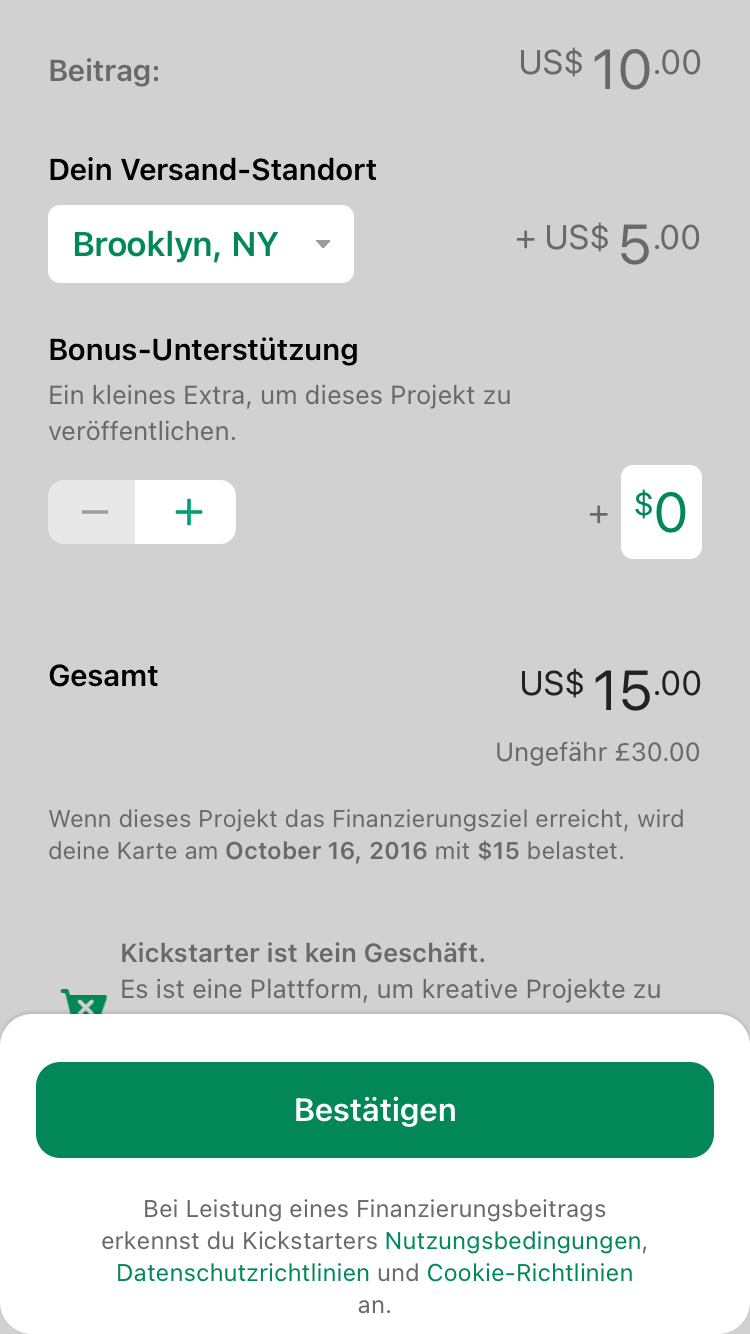 Beitrag: US$ 10.00
Dein Versand-Standort
Brooklyn, NY + US$ 5.00
Bonus-Unterstützung
Ein kleines Extra, um dieses Projekt zu
veröffentlichen.
− + + $0
Gesamt US$ 15.00
Ungefähr £30.00
Wenn dieses Projekt das Finanzierungsziel erreicht, wird
deine Karte am October 16, 2016 mit $15 belastet.
Kickstarter ist kein Geschäft.
Es ist eine Plattform, um kreative Projekte zu
Bestätigen
Bei Leistung eines Finanzierungsbeitrags
erkennst du Kickstarters Nutzungsbedingungen,
Datenschutzrichtlinien und Cookie-Richtlinien
an.